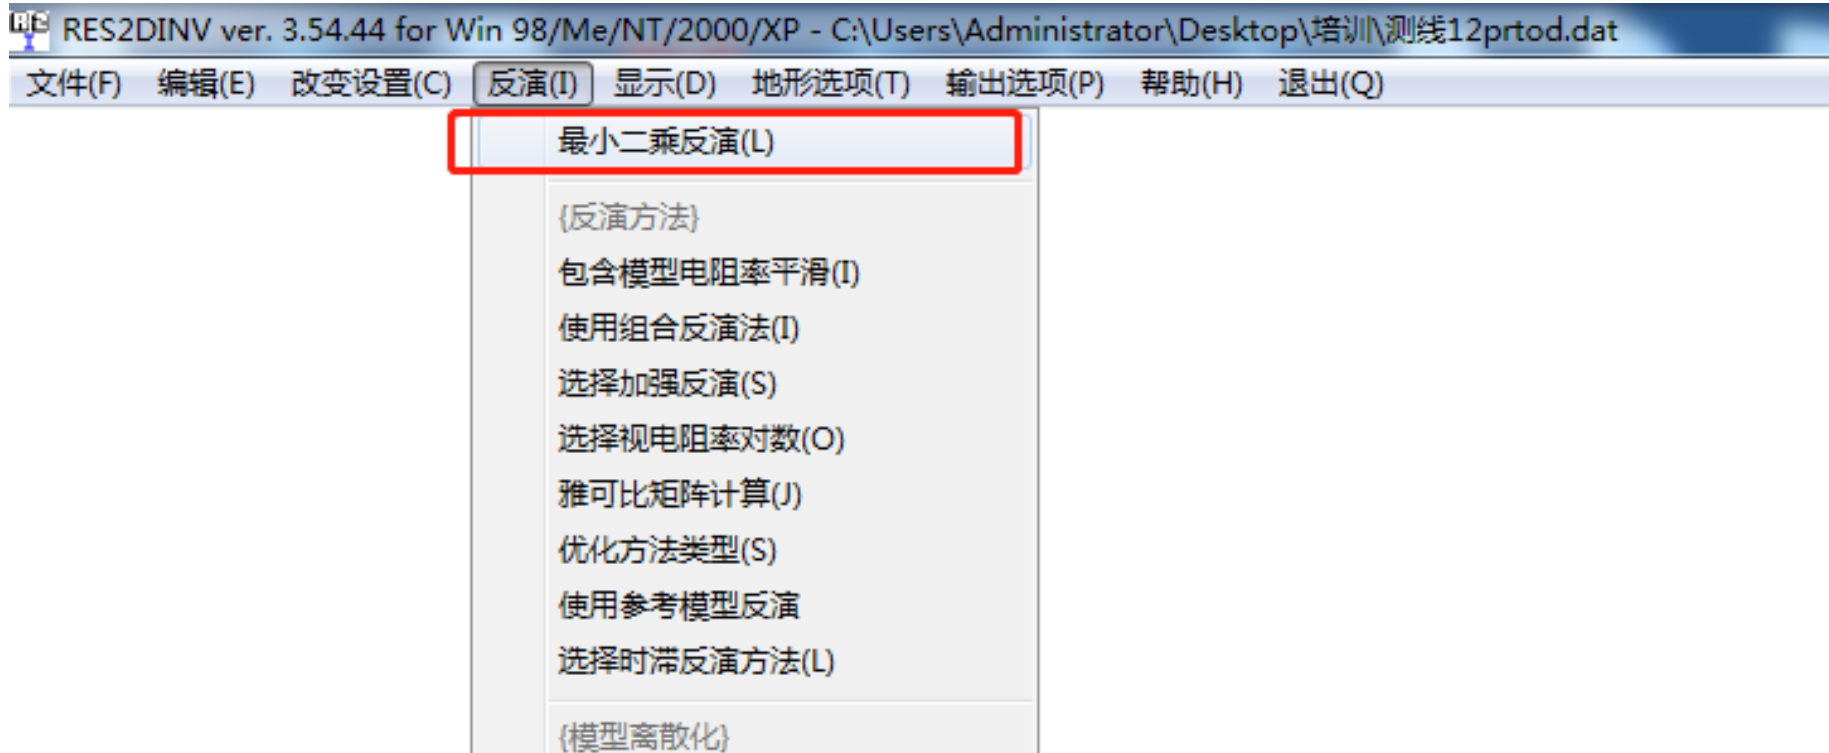 RES2DINV ver. 3.54.44 for Win 98/Me/NT/2000/XP - C:\Users\Administrator\Desktop\培训\测线12prtod.dat
文件(F) 编辑(E) 改变设置(C) 反演(I) 显示(D) 地形选项(T) 输出选项(P) 帮助(H) 退出(Q)
最小二乘反演(L)
{反演方法}
包含模型电阻率平滑(I)
使用组合反演法(I)
选择加强反演(S)
选择视电阻率对数(O)
雅可比矩阵计算(J)
优化方法类型(S)
使用参考模型反演
选择时滞反演方法(L)
{模型离散化}